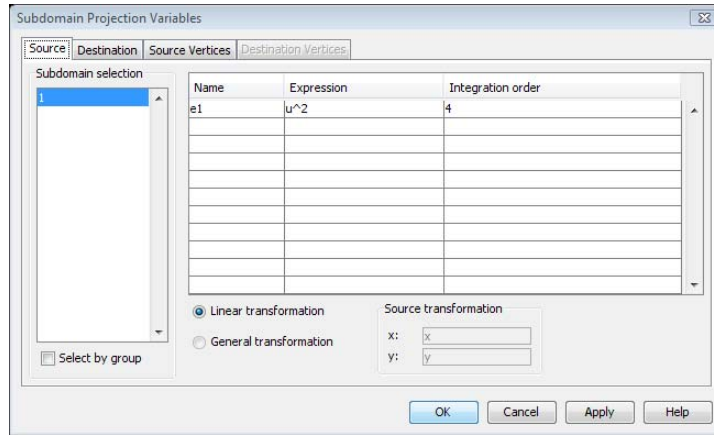 Subdomain Projection Variables
Source Destination Source Vertices Destination Vertices
Subdomain selection
Name Expression Integration order
1
e1 u^2 4
Linear transformation
Source transformation
x: x
General transformation
y: y
Select by group
OK Cancel Apply Help